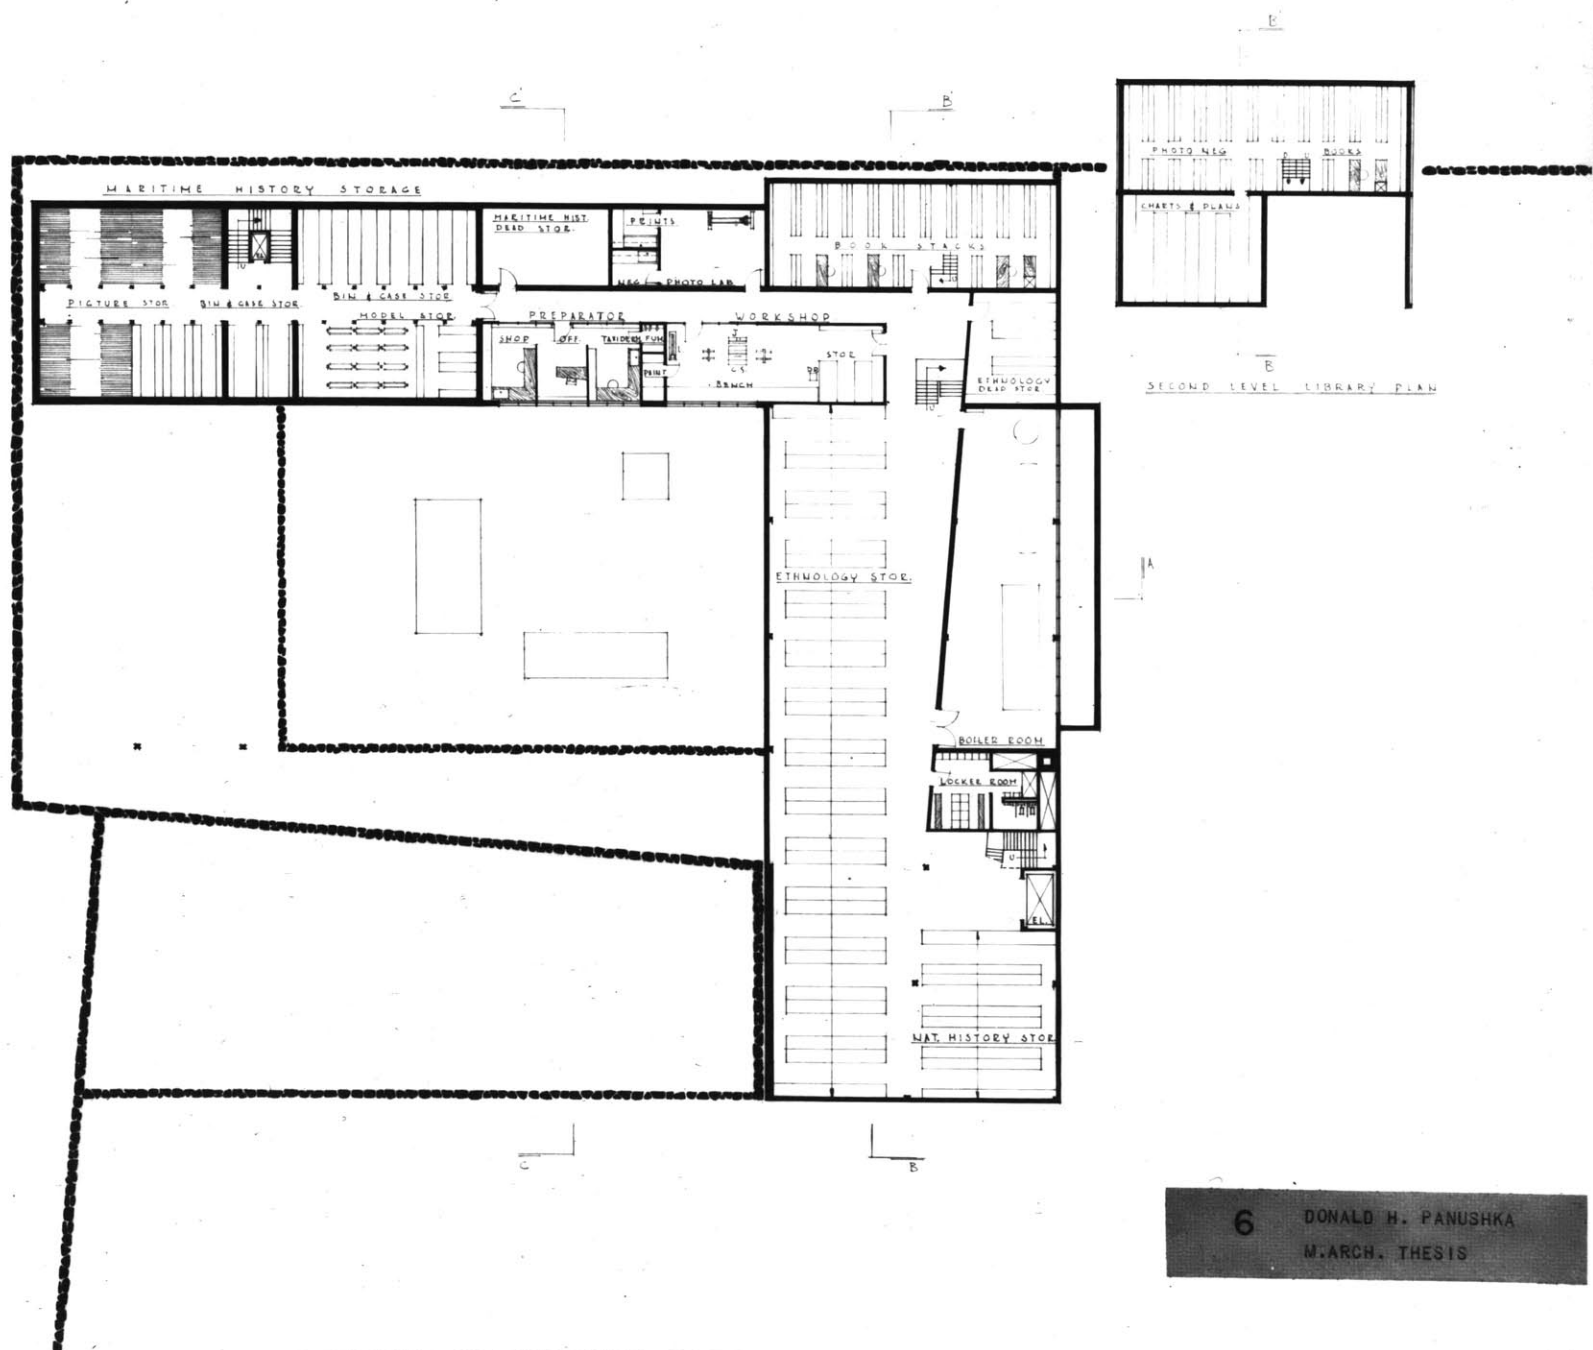 B'
C'
B'
PHOTO NEG
BOOKS
D
U
MARITIME HISTORY STORAGE
CHARTS & PLANS
MARITIME HIST.
DEAD STOR.
PRINTS
BOOK STACKS
U
U
NEG
PHOTO LAB
PICTURE STOR.
BIN & CASE STOR.
BIN & CASE STOR
MODEL STOR.
PREPARATOR
WORKSHOP
SHOP
OFF.
TAXIDERM
FUM.
STOR
PAINT
BENCH
ETHNOLOGY
DEAD STOR.
U
B
SECOND LEVEL LIBRARY PLAN
A
ETHNOLOGY STOR.
BOILER ROOM
LOCKER ROOM
U
EL.
NAT. HISTORY STOR
C
B
6 DONALD H. PANUSHKA
M.ARCH. THESIS